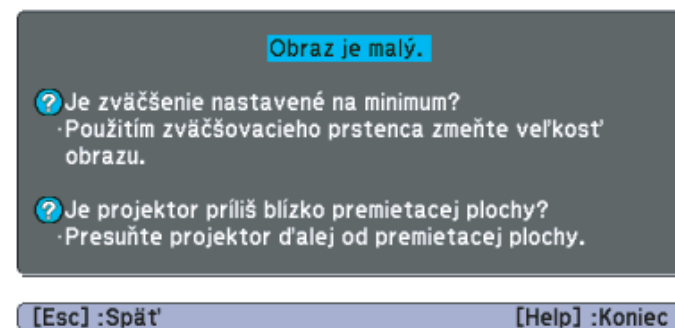 Obraz je malý.
?Je zväčšenie nastavené na minimum?
·Použitím zväčšovacieho prstenca zmeňte veľkosť
obrazu.
?Je projektor príliš blízko premietacej plochy?
·Presuňte projektor ďalej od premietacej plochy.
[Esc] :Späť [Help] :Koniec